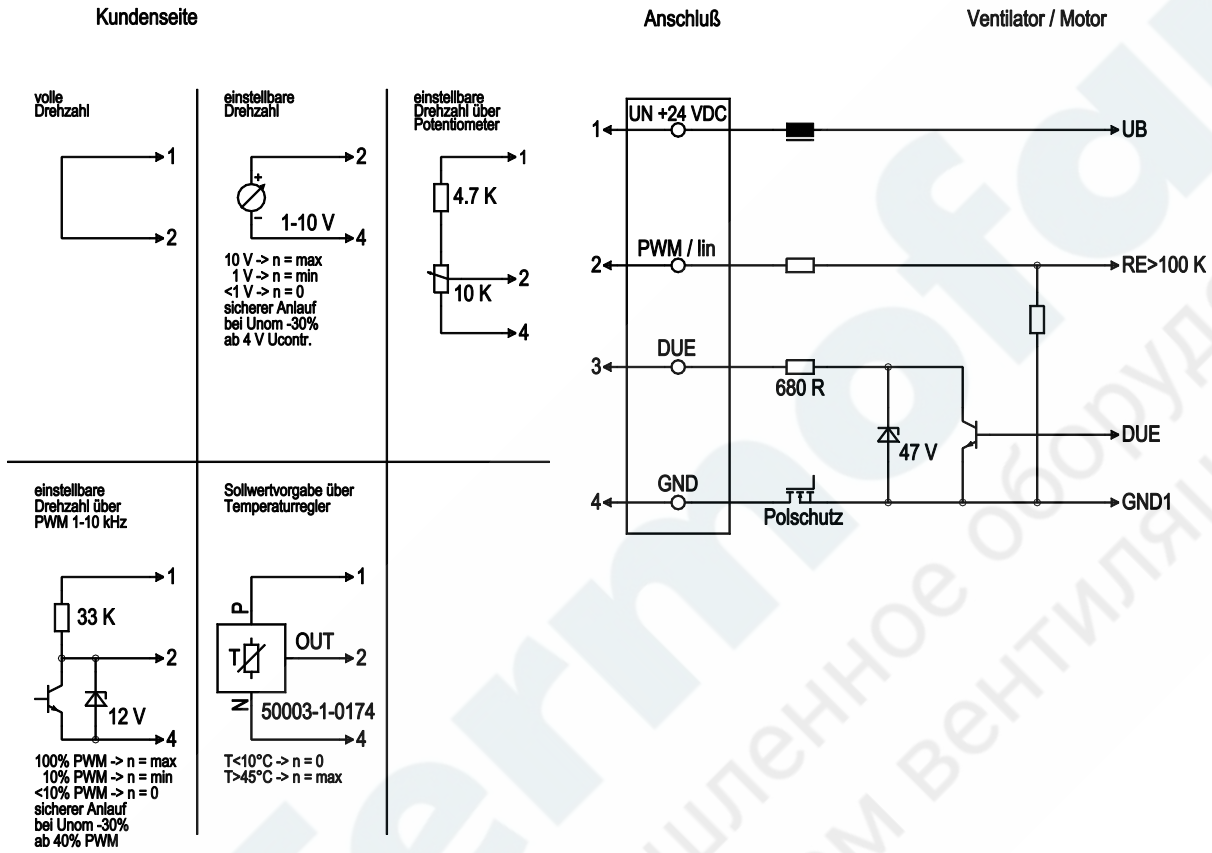 Kundenseite
Anschluß
Ventilator / Motor
volle
Drehzahl
1
2
einstellbare
Drehzahl
2
+
−
1-10 V
4
10 V -> n = max
1 V -> n = min
<1 V -> n = 0
sicherer Anlauf
bei Unom -30%
ab 4 V Ucontr.
einstellbare
Drehzahl über
Potentiometer
1
4.7 K
2
10 K
4
einstellbare
Drehzahl über
PWM 1-10 kHz
1
33 K
2
12 V
4
100% PWM -> n = max
10% PWM -> n = min
<10% PWM -> n = 0
sicherer Anlauf
bei Unom -30%
ab 40% PWM
Sollwertvorgabe über
Temperaturregler
1
P
T
OUT
2
N
50003-1-0174
4
T<10°C -> n = 0
T>45°C -> n = max
UN +24 VDC
1
UB
PWM / lin
2
RE>100 K
DUE
3
680 R
47 V
DUE
GND
4
Polschutz
GND1